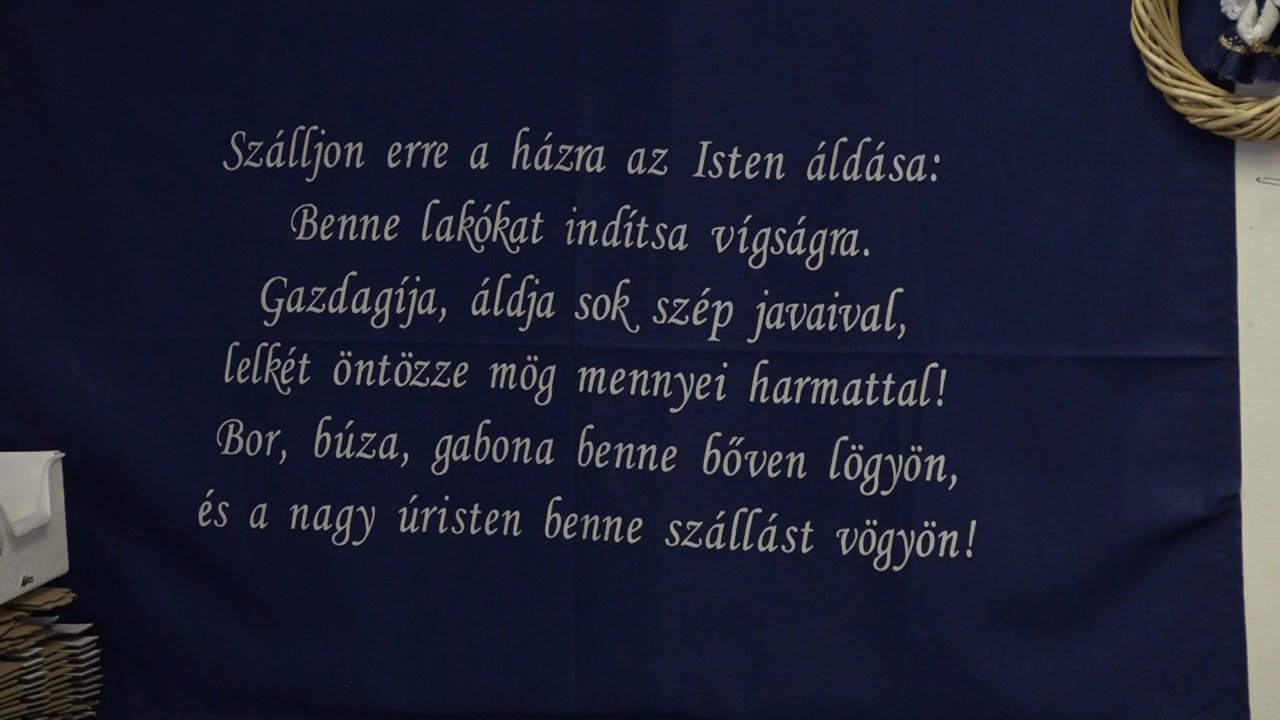 Szálljon erre a házra az Isten áldása:
Benne lakókat indítsa vígságra.
Gazdagíja, áldja sok szép javaival,
lelkét öntözze mög mennyei harmattal!
Bor, búza, gabona benne bőven lögyön,
és a nagy úristen benne szállást vögyön!